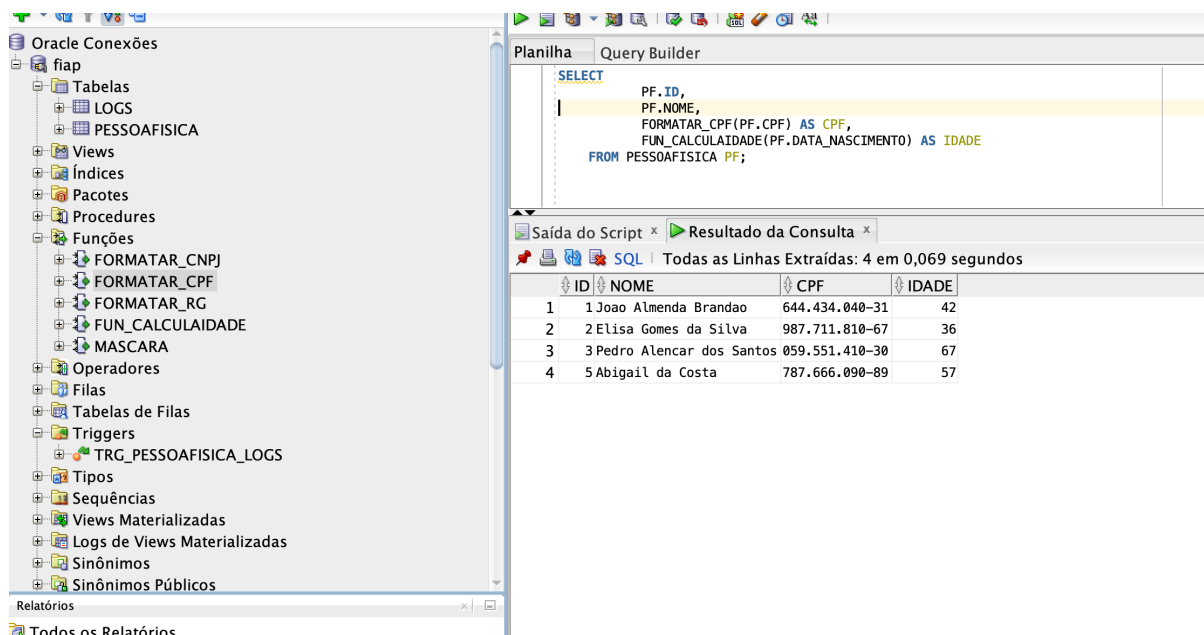 Oracle Conexões
fiap
Tabelas
LOGS
PESSOAFISICA
Views
Índices
Pacotes
Procedures
Funções
FORMATAR_CNPJ
FORMATAR_CPF
FORMATAR_RG
FUN_CALCULAIDADE
MASCARA
Operadores
Filas
Tabelas de Filas
Triggers
TRG_PESSOAFISICA_LOGS
Tipos
Sequências
Views Materializadas
Logs de Views Materializadas
Sinônimos
Sinônimos Públicos
Relatórios
Todos os Relatórios
Planilha Query Builder
SELECT
PF.ID,
PF.NOME,
FORMATAR_CPF(PF.CPF) AS CPF,
FUN_CALCULAIDADE(PF.DATA_NASCIMENTO) AS IDADE
FROM PESSOAFISICA PF;
Saída do Script x Resultado da Consulta x
SQL Todas as Linhas Extraídas: 4 em 0,069 segundos
ID NOME CPF IDADE
1 1 Joao Almenda Brandao 644.434.040-31 42
2 2 Elisa Gomes da Silva 987.711.810-67 36
3 3 Pedro Alencar dos Santos 059.551.410-30 67
4 5 Abigail da Costa 787.666.090-89 57